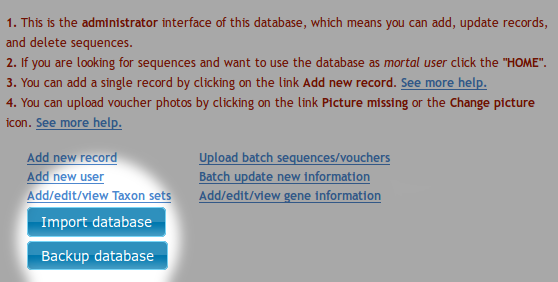 1. This is the administrator interface of this database, which means you can add, update records,
and delete sequences.
2. If you are looking for sequences and want to use the database as mortal user click the "HOME".
3. You can add a single record by clicking on the link Add new record. See more help.
4. You can upload voucher photos by clicking on the link Picture missing or the Change picture
icon. See more help.
Add new record Upload batch sequences/vouchers
Add new user Batch update new information
Add/edit/view Taxon sets Add/edit/view gene information
Import database
Backup database